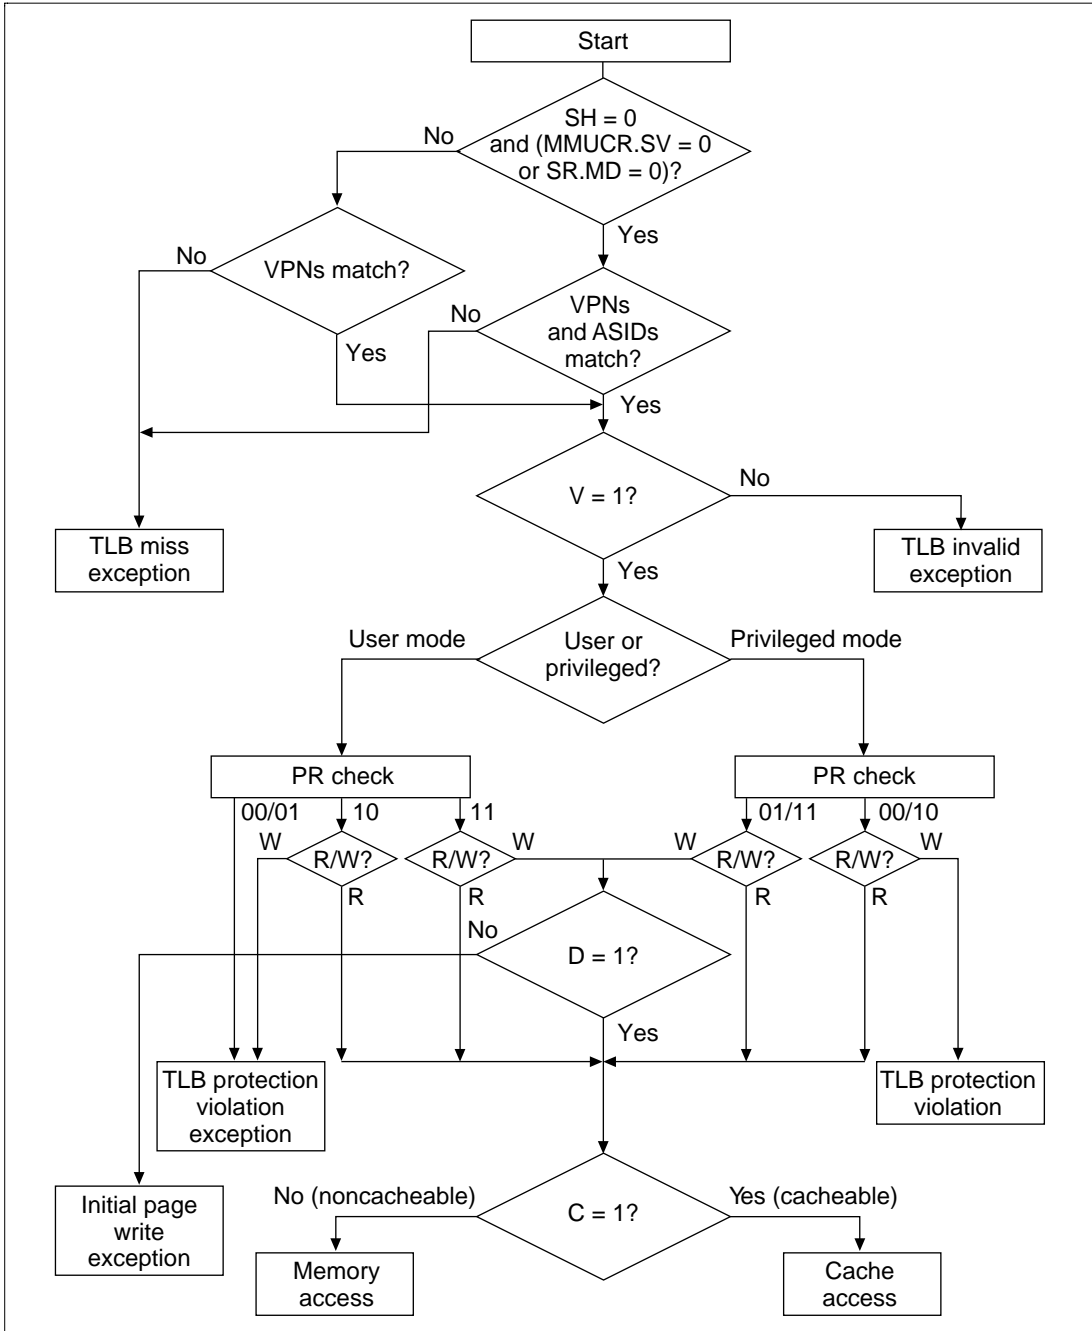 Start
SH = 0
and (MMUCR.SV = 0
or SR.MD = 0)?
No
Yes
VPNs match?
No
Yes
VPNs
and ASIDs
match?
No
Yes
V = 1?
No
Yes
TLB miss
exception
TLB invalid
exception
User or
privileged?
User mode
Privileged mode
PR check
PR check
00/01
10
11
01/11
00/10
W
R/W?
R/W?
W
W
R/W?
R/W?
W
R
R
R
R
No
D = 1?
Yes
TLB protection
violation
exception
TLB protection
violation
Initial page
write
exception
No (noncacheable)
C = 1?
Yes (cacheable)
Memory
access
Cache
access